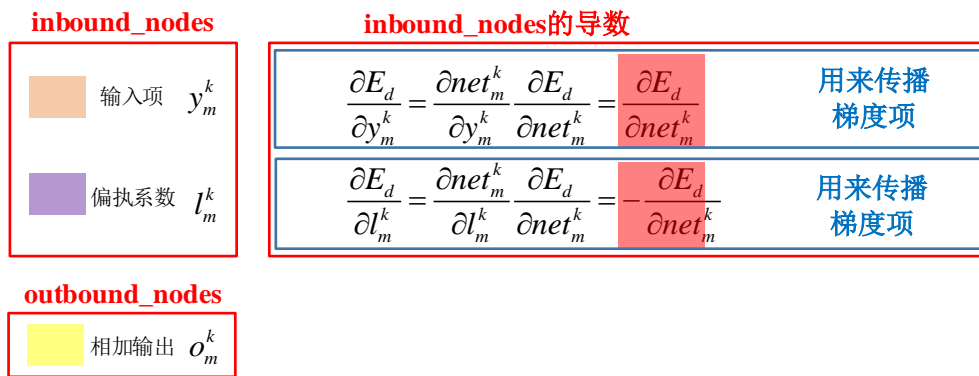 inbound_nodes
输入项 y_m^k
偏执系数 l_m^k
inbound_nodes的导数
∂E_d/∂y_m^k = ∂net_m^k/∂y_m^k ∂E_d/∂net_m^k = ∂E_d/∂net_m^k
用来传播
梯度项
∂E_d/∂l_m^k = ∂net_m^k/∂l_m^k ∂E_d/∂net_m^k = -∂E_d/∂net_m^k
用来传播
梯度项
outbound_nodes
相加输出 o_m^k